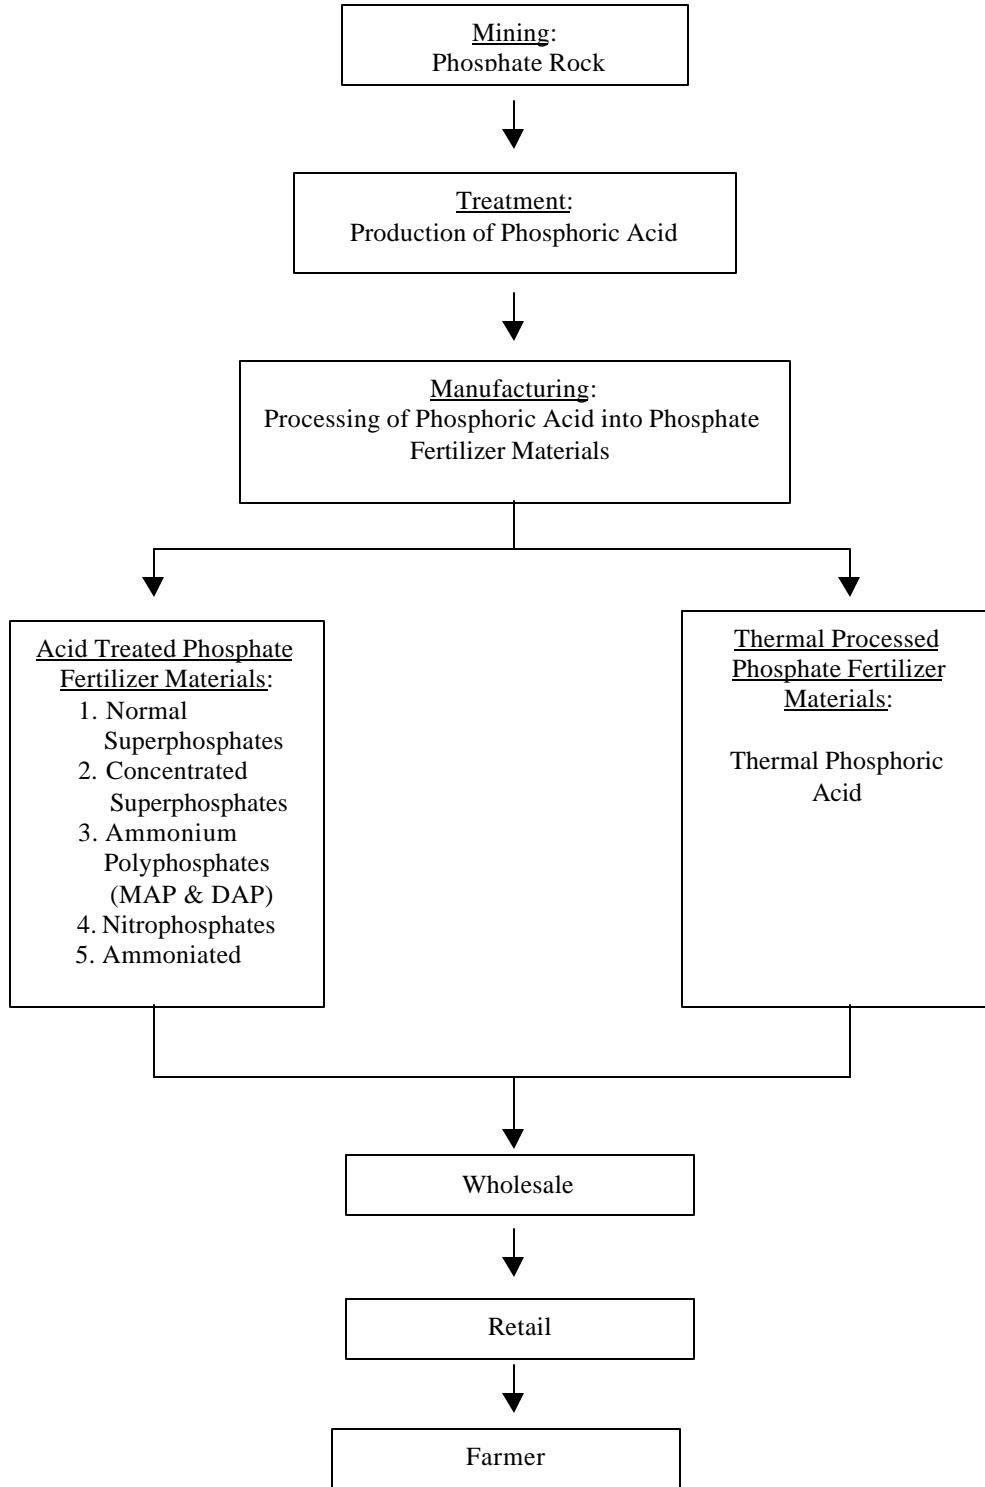 Mining:
Phosphate Rock
Treatment:
Production of Phosphoric Acid
Manufacturing:
Processing of Phosphoric Acid into Phosphate
Fertilizer Materials
Acid Treated Phosphate
Fertilizer Materials:
1. Normal
Superphosphates
2. Concentrated
Superphosphates
3. Ammonium
Polyphosphates
(MAP & DAP)
4. Nitrophosphates
5. Ammoniated
Thermal Processed
Phosphate Fertilizer
Materials:
Thermal Phosphoric
Acid
Wholesale
Retail
Farmer